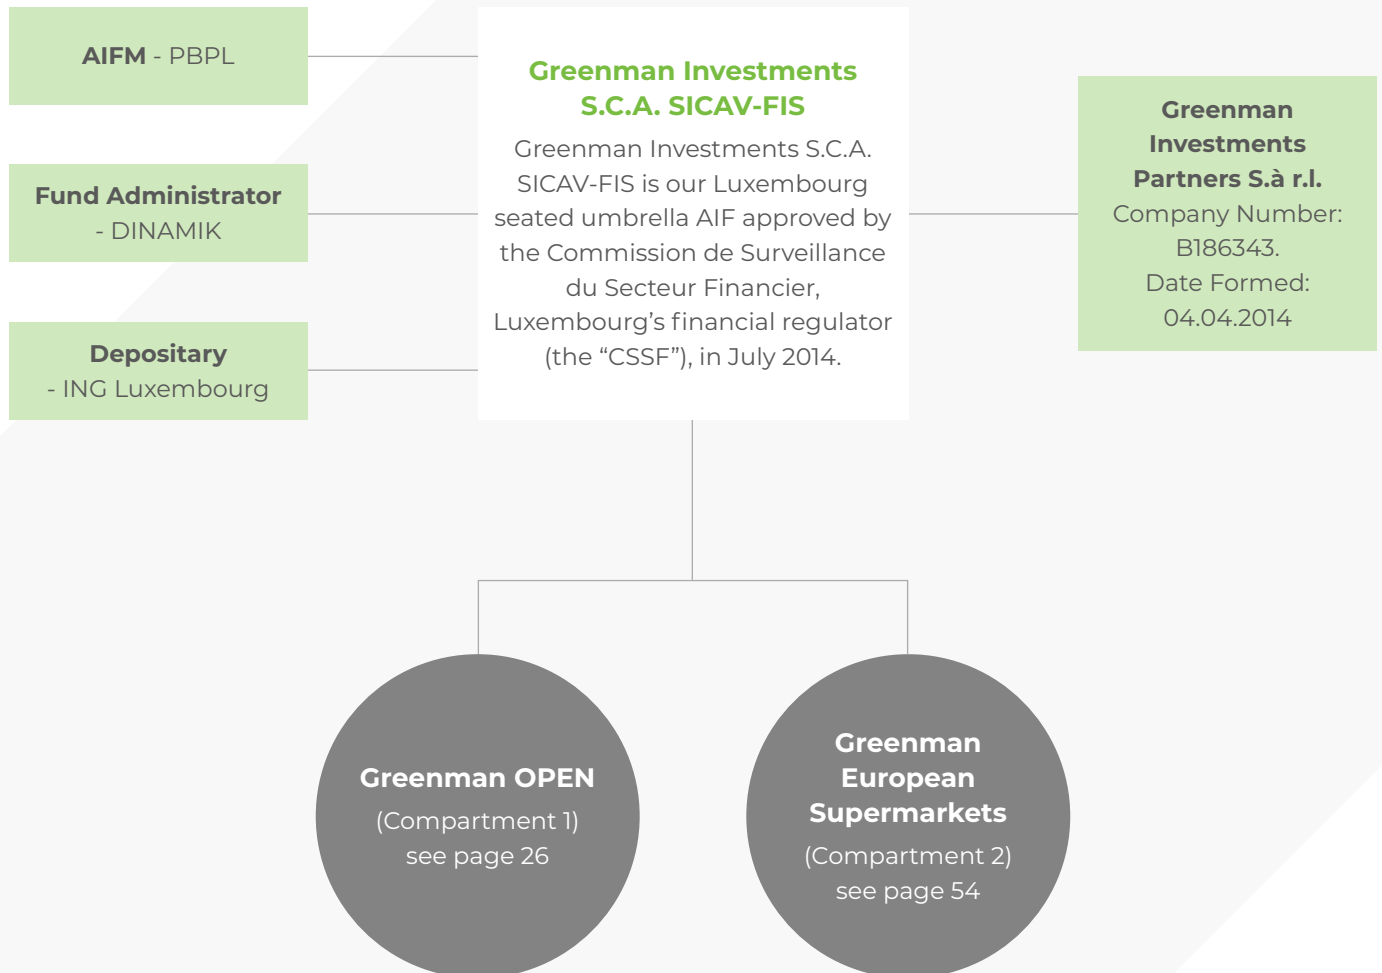 AIFM - PBPL
Fund Administrator
- DINAMIK
Depositary
- ING Luxembourg
Greenman Investments
S.C.A. SICAV-FIS
Greenman Investments S.C.A.
SICAV-FIS is our Luxembourg
seated umbrella AIF approved by
the Commission de Surveillance
du Secteur Financier,
Luxembourg’s financial regulator
(the “CSSF”), in July 2014.
Greenman
Investments
Partners S.à r.l.
Company Number:
B186343.
Date Formed:
04.04.2014
Greenman OPEN
(Compartment 1)
see page 26
Greenman
European
Supermarkets
(Compartment 2)
see page 54